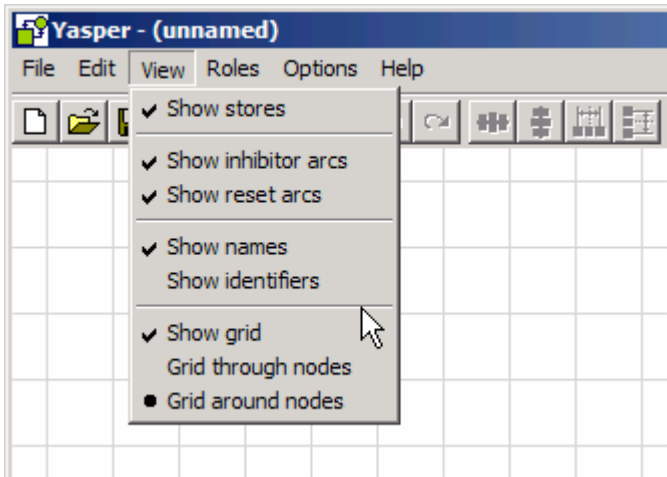 Yasper - (unnamed)
File Edit View Roles Options Help
Show stores
Show inhibitor arcs
Show reset arcs
Show names
Show identifiers
Show grid
Grid through nodes
Grid around nodes